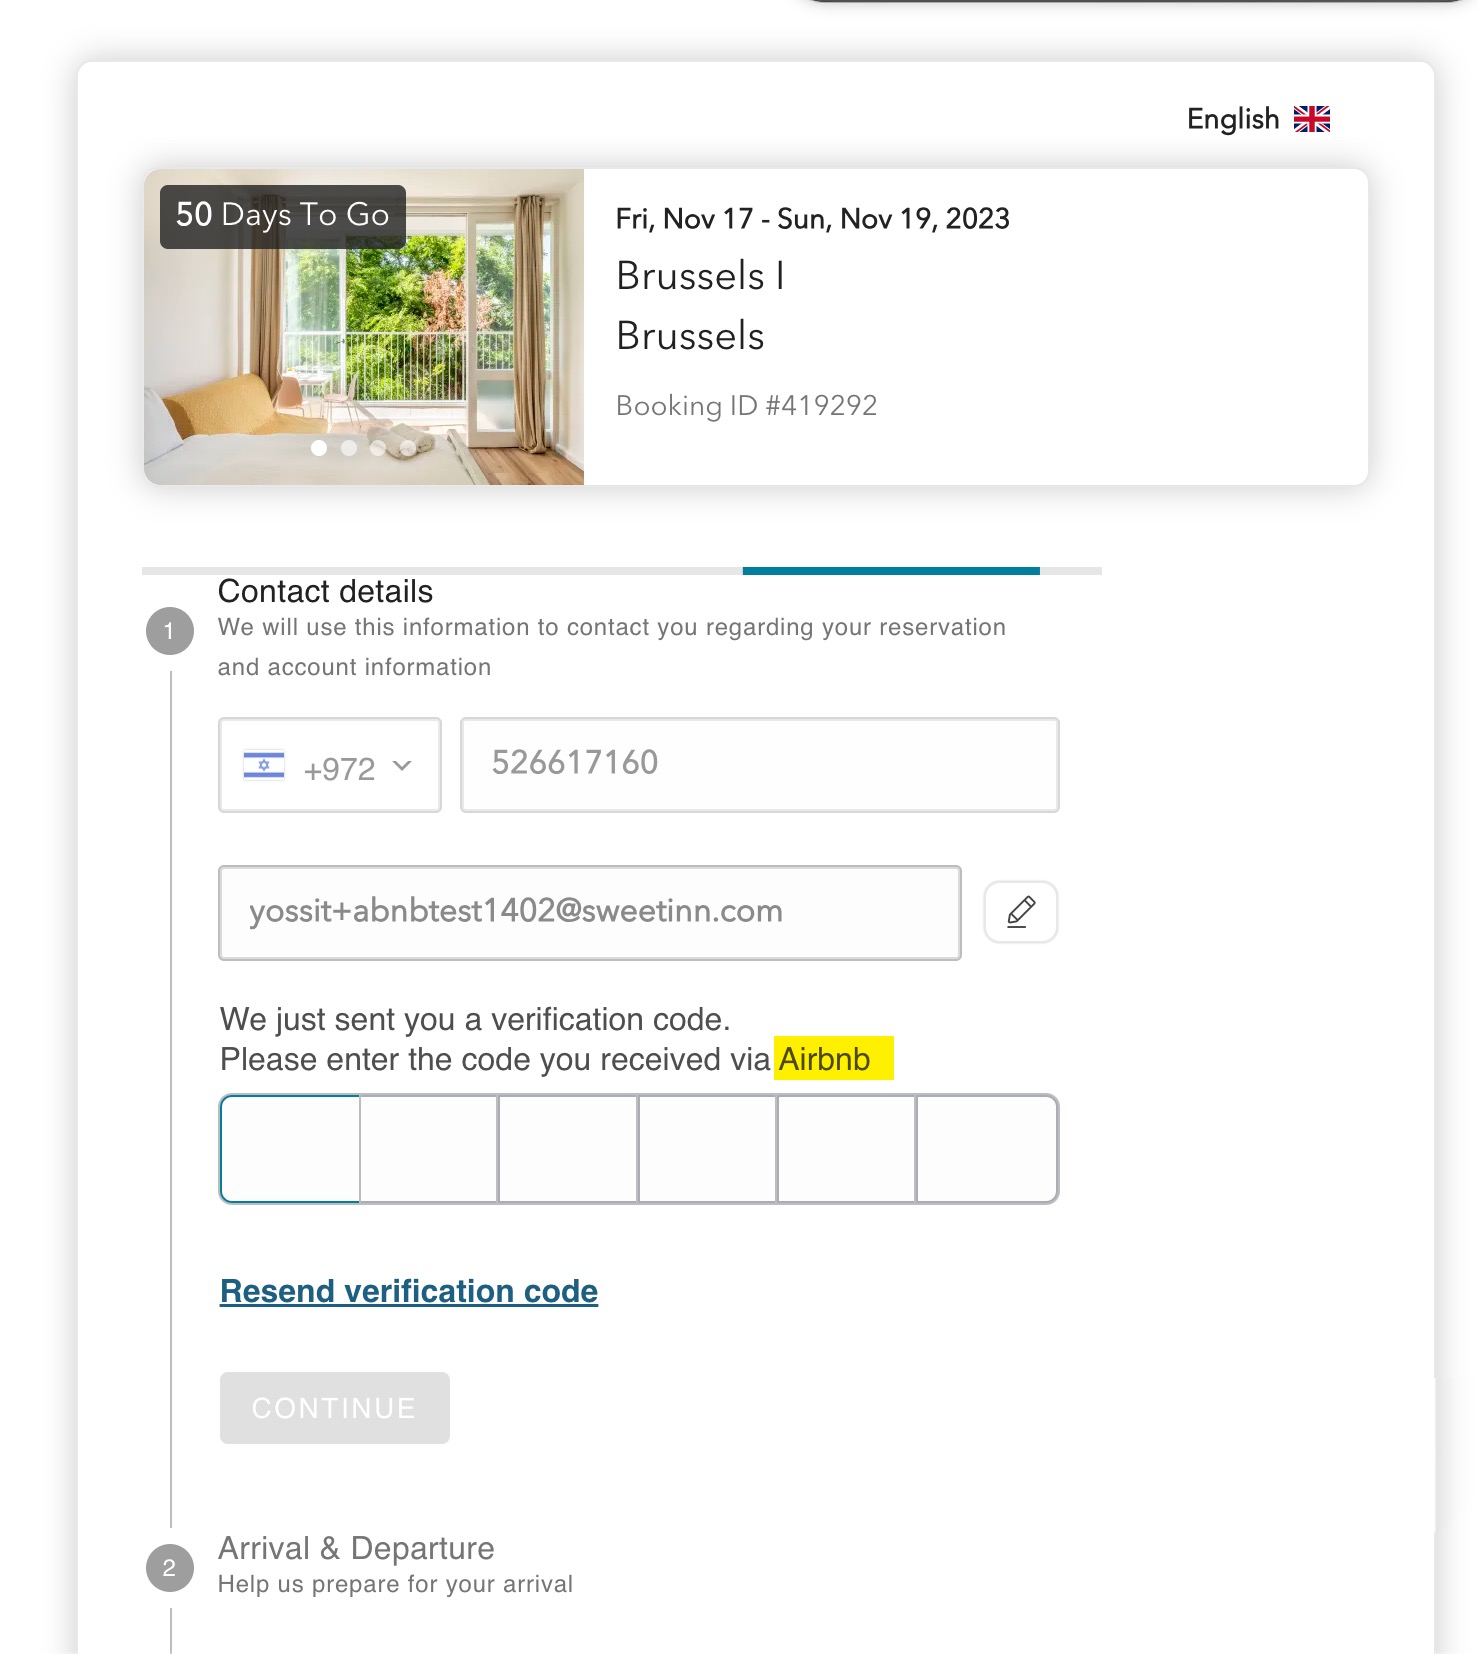 English
50 Days To Go
Fri, Nov 17 - Sun, Nov 19, 2023
Brussels I
Brussels
Booking ID #419292
Contact details
1
We will use this information to contact you regarding your reservation
and account information
+972
526617160
yossit+abnbtest1402@sweetinn.com
We just sent you a verification code.
Please enter the code you received via Airbnb
Resend verification code
CONTINUE
Arrival & Departure
2
Help us prepare for your arrival